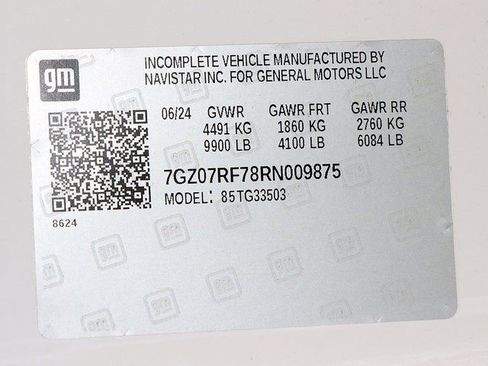 gm
INCOMPLETE VEHICLE MANUFACTURED BY
NAVISTAR INC. FOR GENERAL MOTORS LLC
06/24 GVWR GAWR FRT GAWR RR
4491 KG 1860 KG 2760 KG
9900 LB 4100 LB 6084 LB
7GZ07RF78RN009875
MODEL: 85TG33503
8624